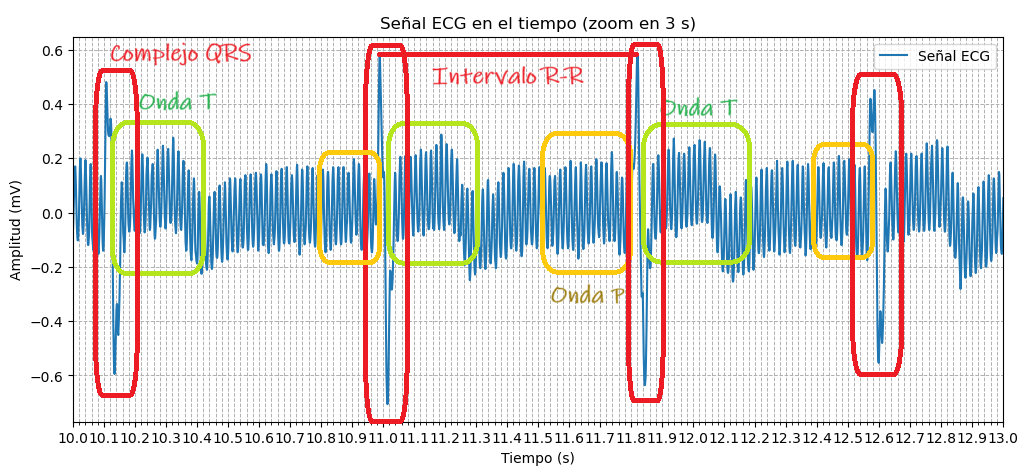 Señal ECG en el tiempo (zoom en 3 s)
Complejo QRS
Señal ECG
Intervalo R-R
Onda T
Onda T
Onda P
Amplitud (mV)
0.6
0.4
0.2
0.0
−0.2
−0.4
−0.6
10.0 10.1 10.2 10.3 10.4 10.5 10.6 10.7 10.8 10.9 11.0 11.1 11.2 11.3 11.4 11.5 11.6 11.7 11.8 11.9 12.0 12.1 12.2 12.3 12.4 12.5 12.6 12.7 12.8 12.9 13.0
Tiempo (s)